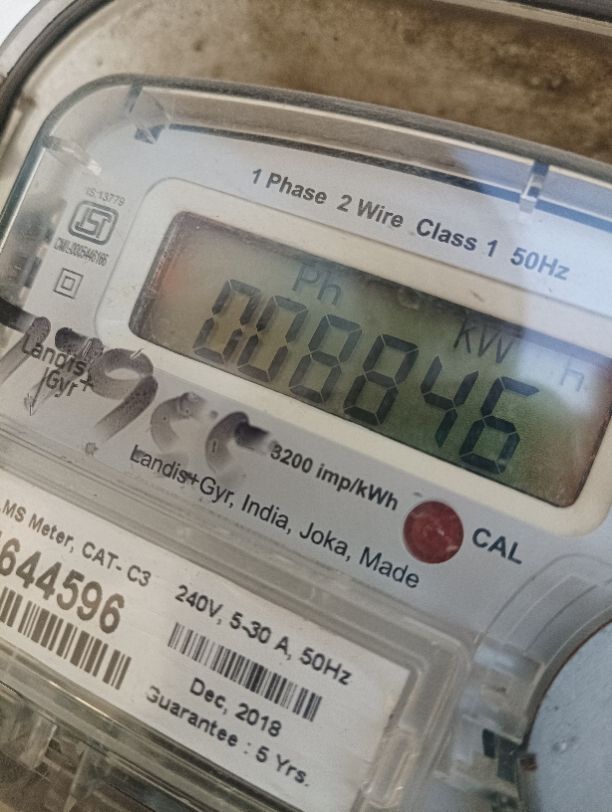 1 Phase 2 Wire Class 1 50Hz
IS:13779
Ph
kW h
008846
Landis+
/Gyr+
3200 imp/kWh
Landis+Gyr, India, Joka, Made
CAL
MS Meter, CAT- C3
644596
240V, 5-30 A, 50Hz
Dec, 2018
Guarantee : 5 Yrs.